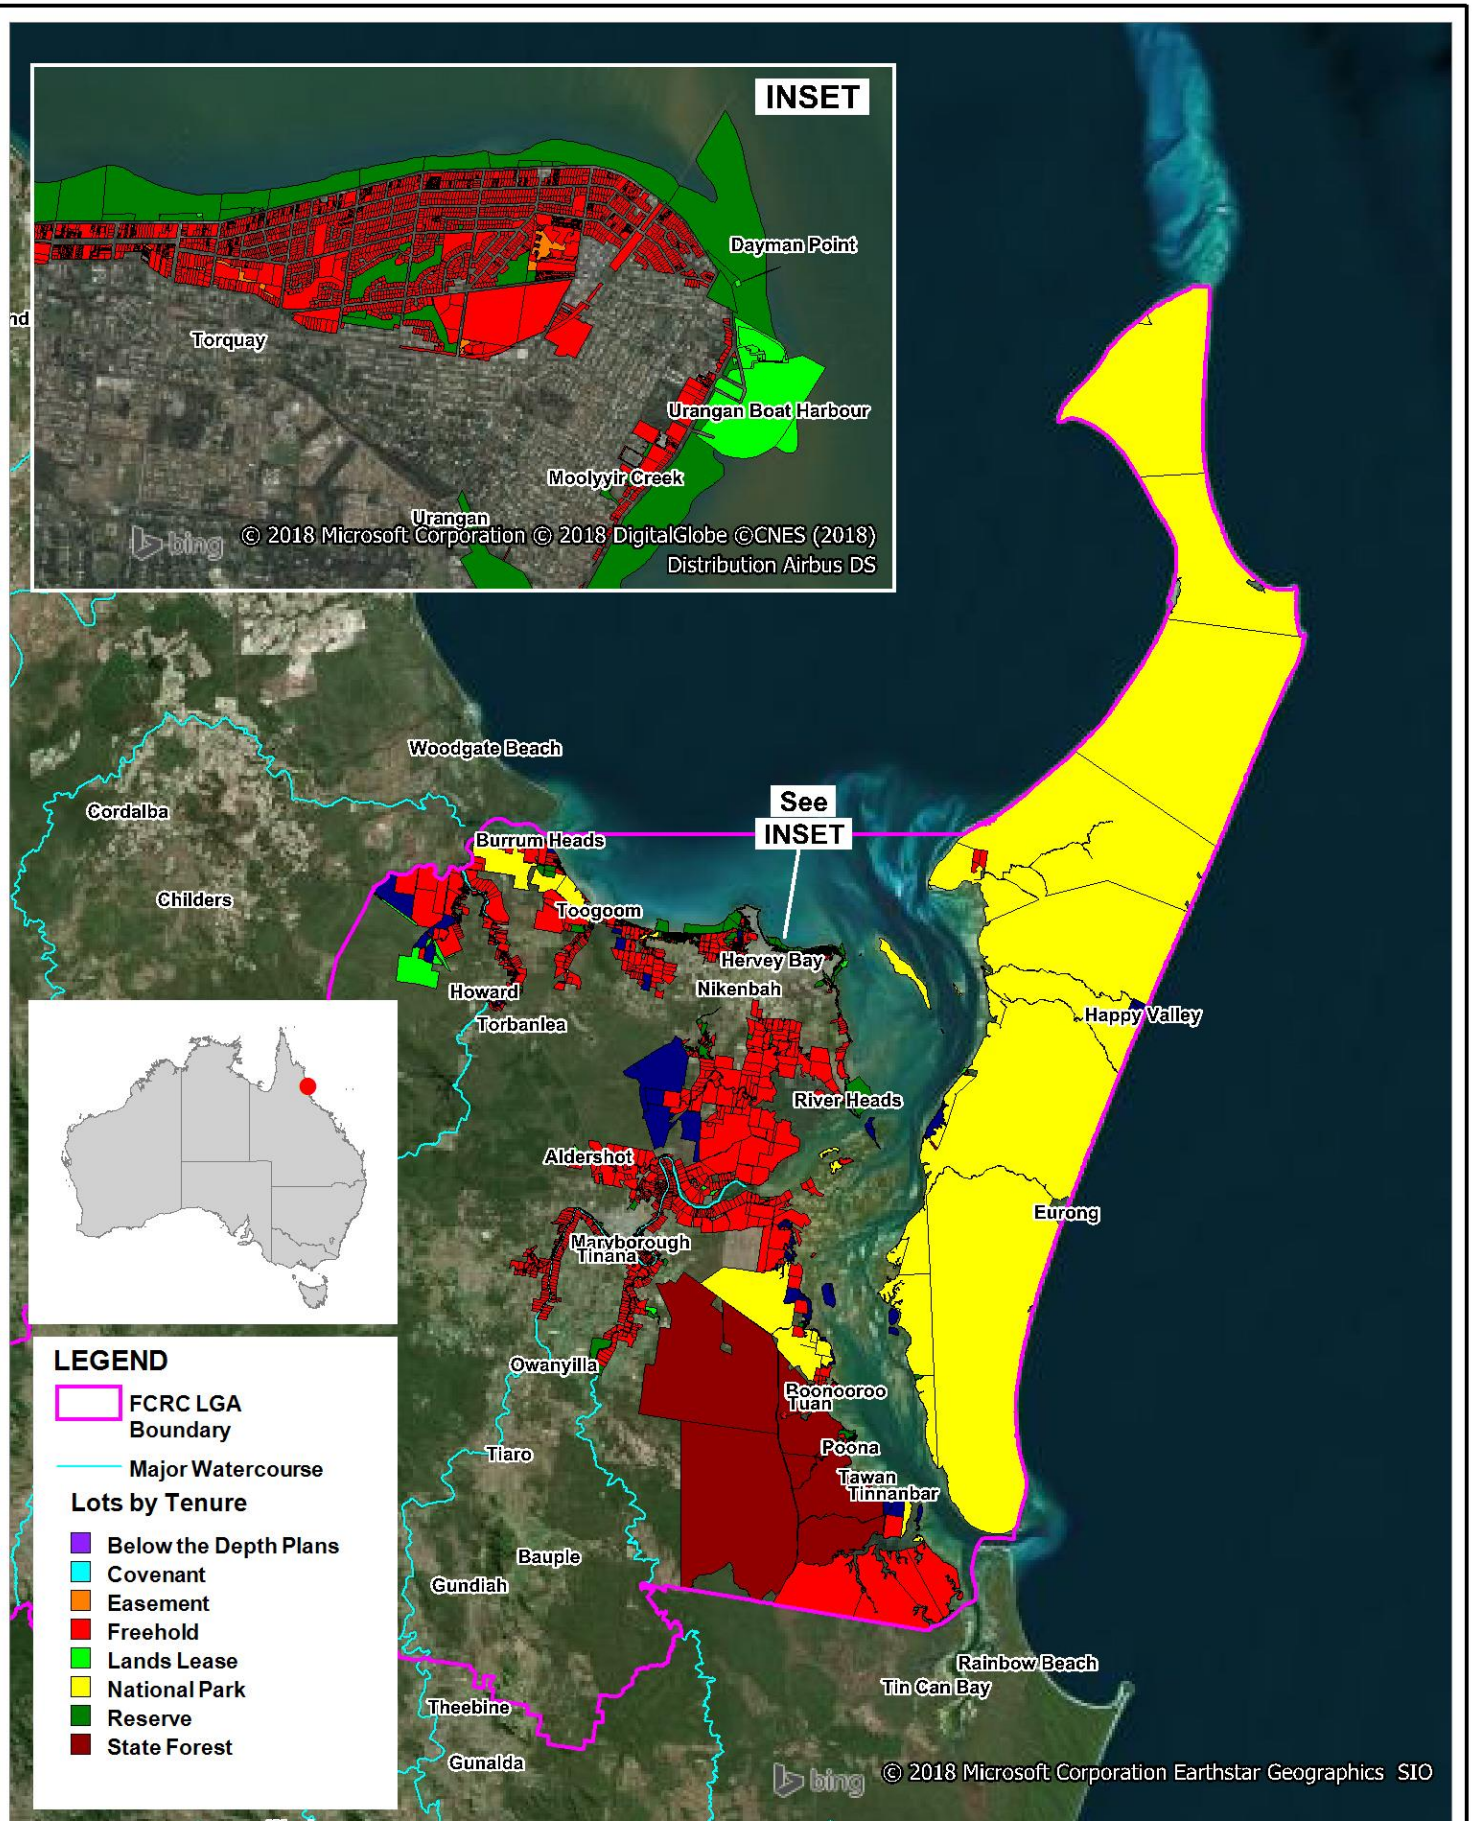 INSET
Dayman Point
Torquay
Urangan Boat Harbour
Moolyyir Creek
Urangan
bing
© 2018 Microsoft Corporation © 2018 DigitalGlobe ©CNES (2018)
Distribution Airbus DS
nd
Woodgate Beach
Cordalba
See
INSET
Burrum Heads
Childers
Toogoom
Hervey Bay
Nikenbah
Howard
Torbanlea
Happy Valley
River Heads
Aldershot
Eurong
Maryborough
Tinana
Owanyilla
Boonooroo
Tuan
Poona
Tiaro
Tawan
Tinnanbar
Bauple
Gundiah
Rainbow Beach
Tin Can Bay
Theebine
Gunalda
LEGEND
FCRC LGA
Boundary
Major Watercourse
Lots by Tenure
Below the Depth Plans
Covenant
Easement
Freehold
Lands Lease
National Park
Reserve
State Forest
bing
© 2018 Microsoft Corporation Earthstar Geographics SIO